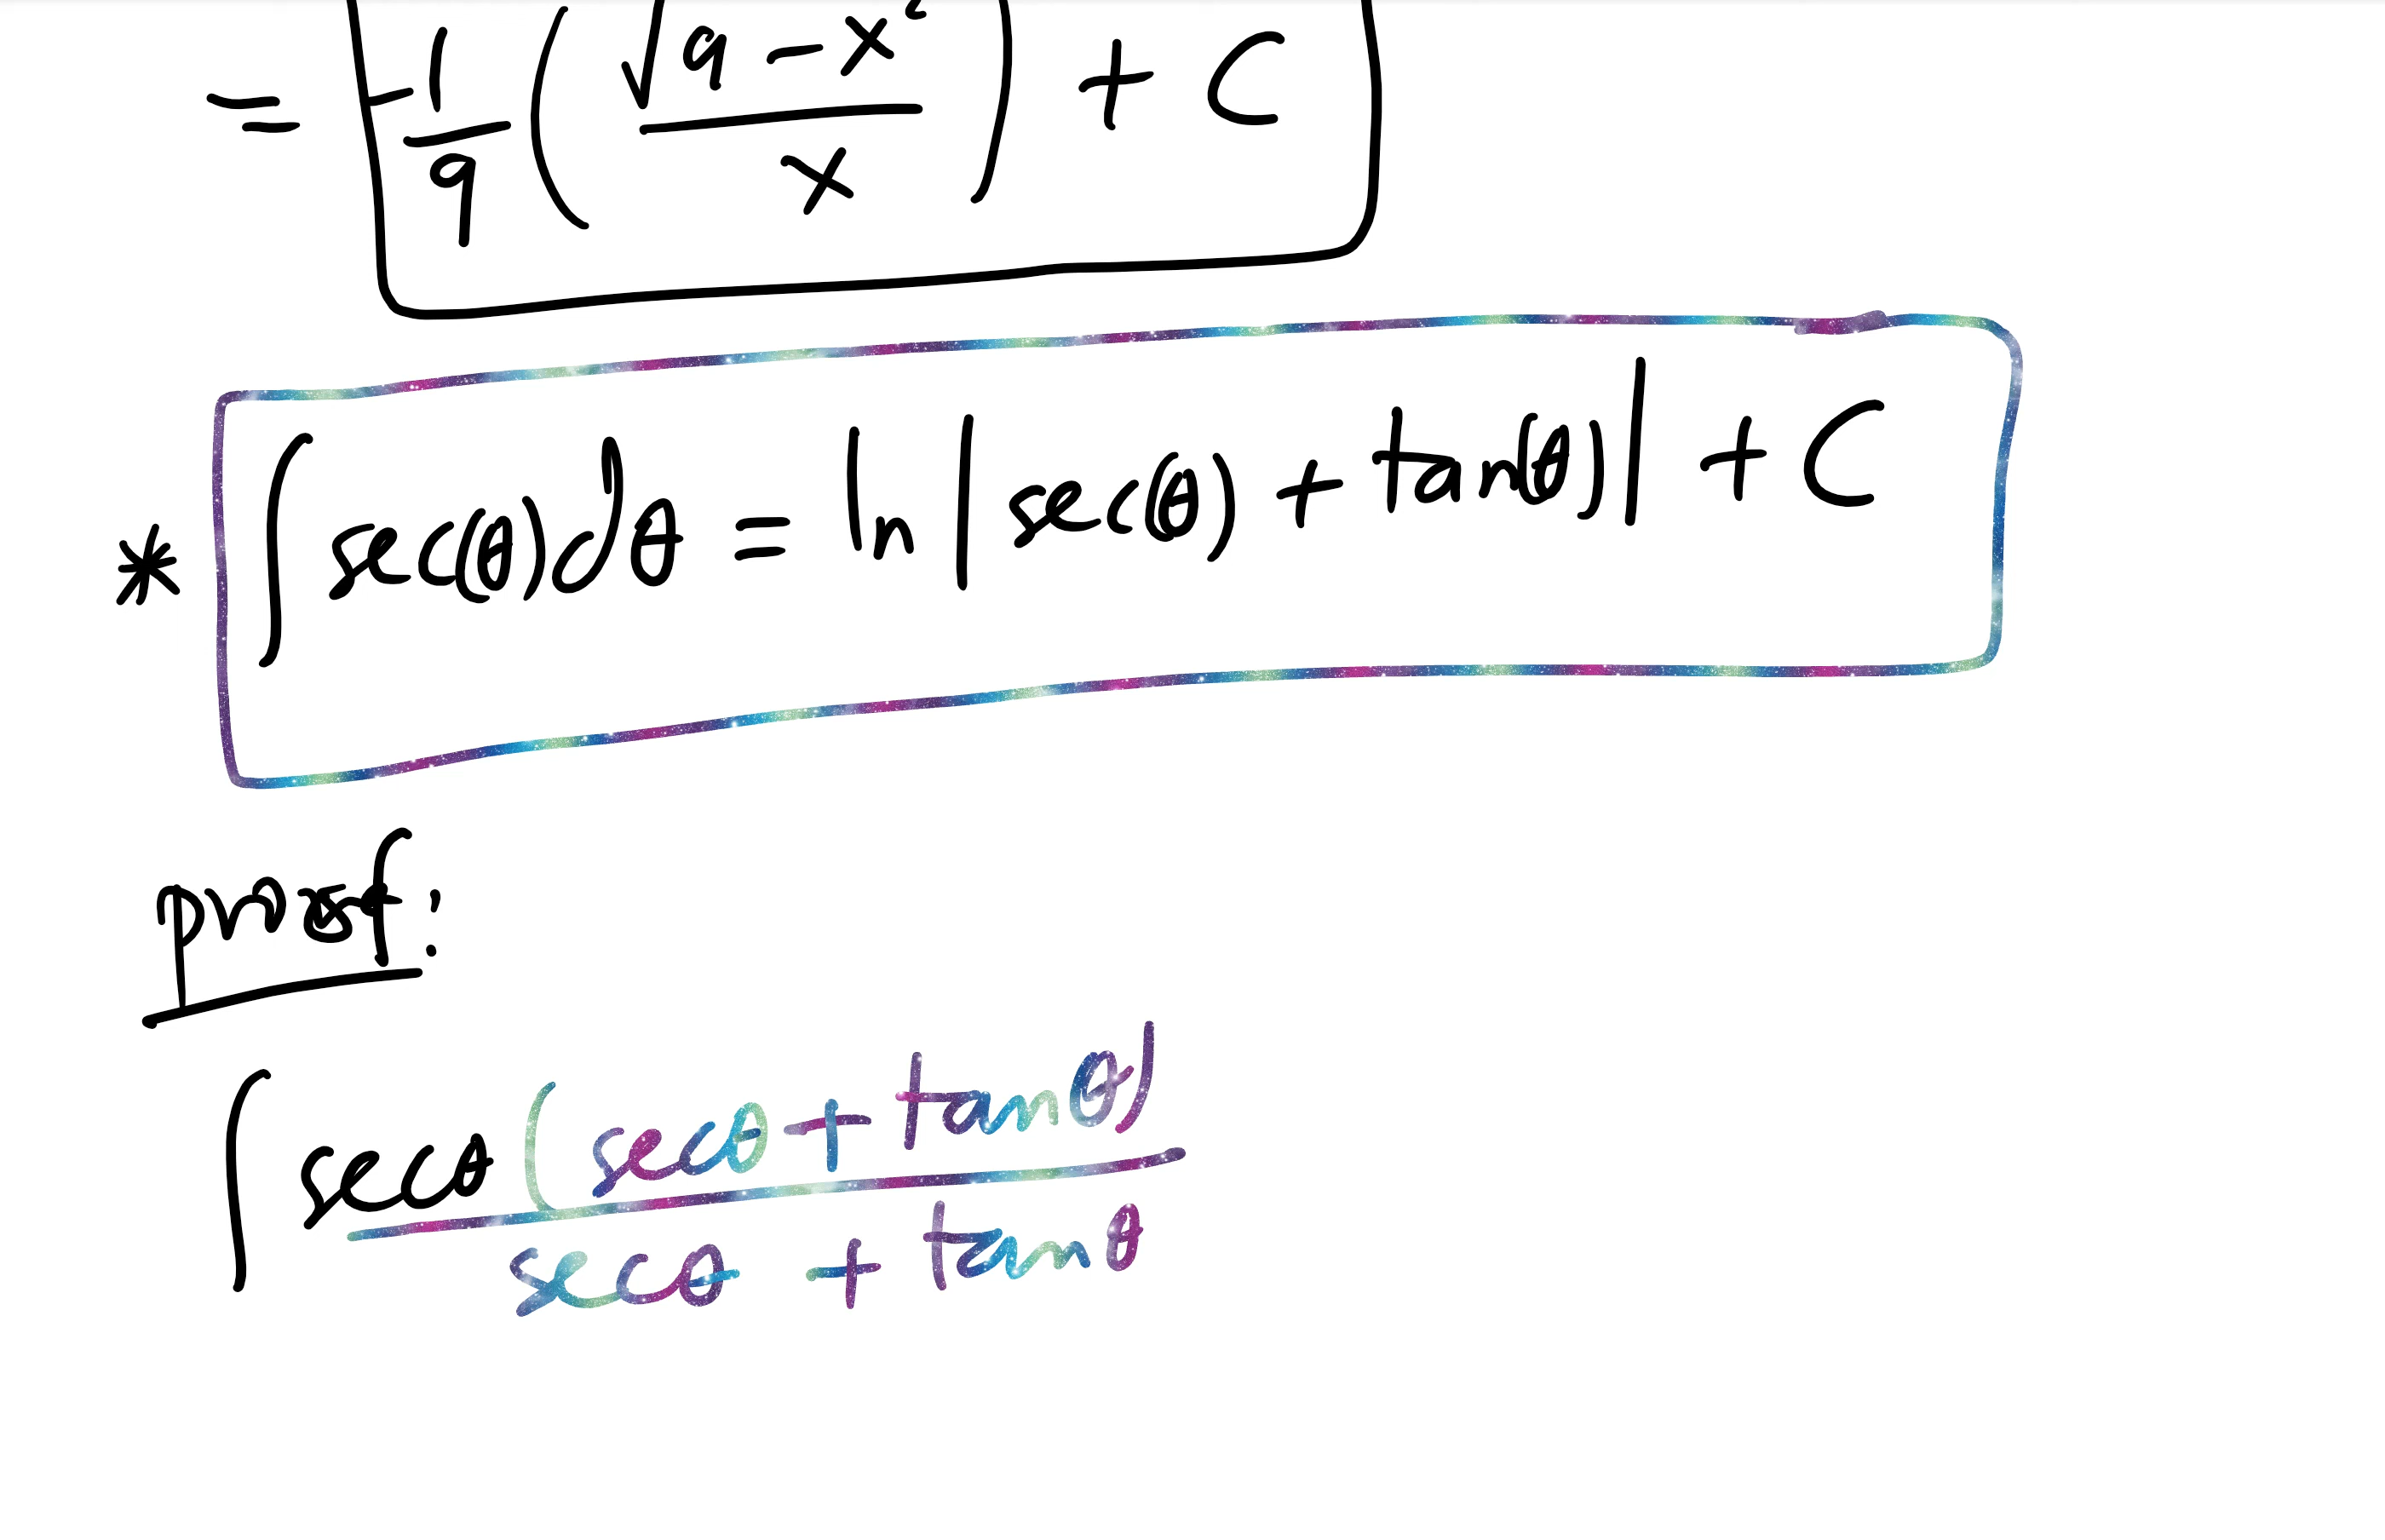 = -1/9 (√(9 - x²) / x) + C
* ∫ sec(θ) dθ = ln | sec(θ) + tan(θ) | + C
proof:
∫ secθ (secθ + tanθ)
secθ + tanθ